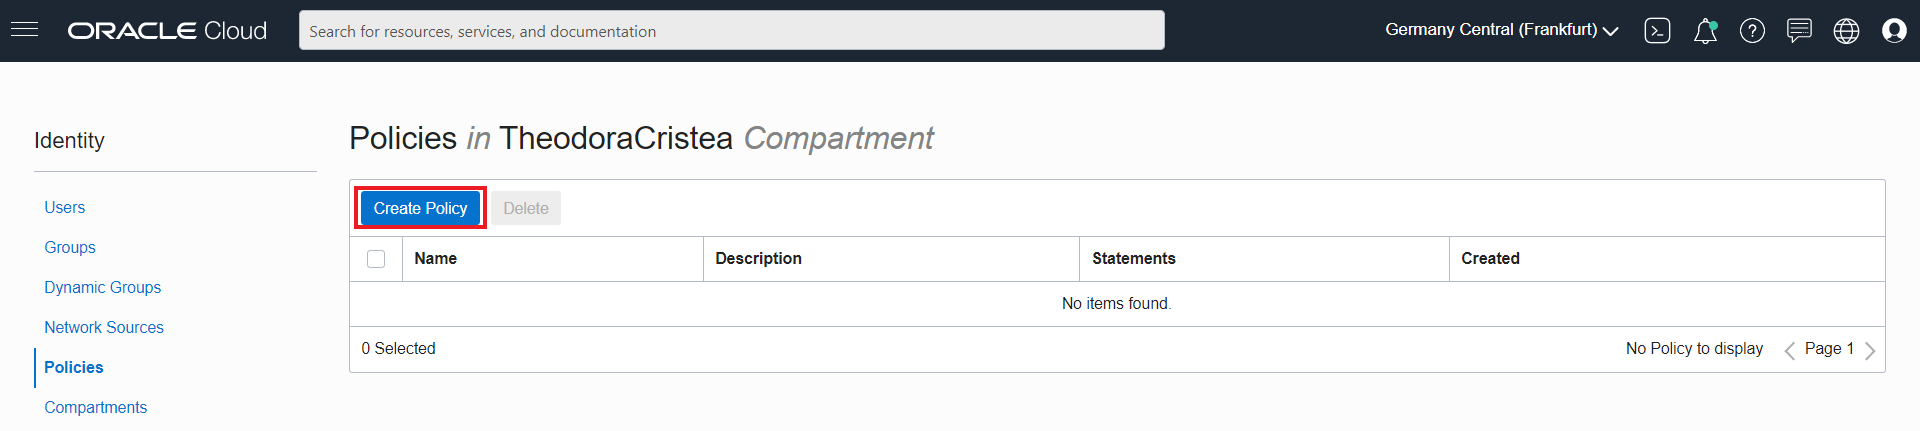 ORACLE Cloud
Search for resources, services, and documentation
Germany Central (Frankfurt)
Identity
Users
Groups
Dynamic Groups
Network Sources
Policies
Compartments
Policies in TheodoraCristea Compartment
Create Policy Delete
Name Description Statements Created
No items found.
0 Selected No Policy to display Page 1